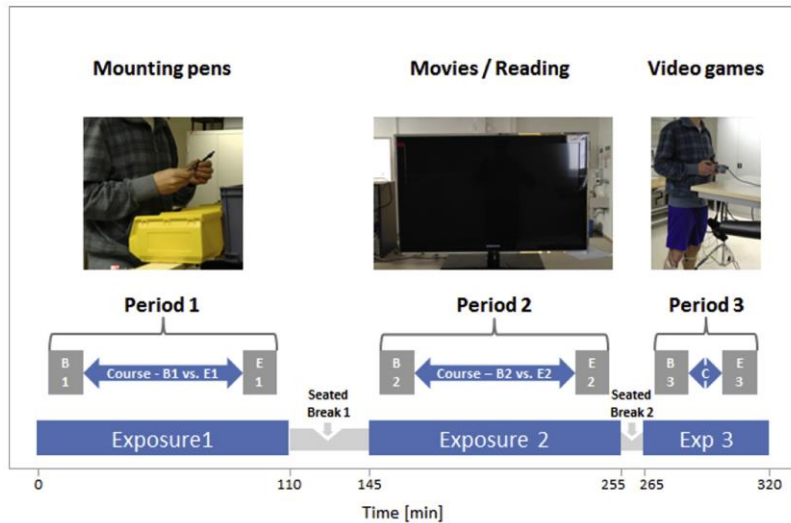 Mounting pens
Movies / Reading
Video games
Period 1
Period 2
Period 3
B
1
Course - B1 vs. E1
E
1
B
2
Course – B2 vs. E2
E
2
B
3
C
E
3
Seated
Break 1
Seated
Break 2
Exposure1
Exposure 2
Exp 3
0
110
145
255
265
320
Time [min]